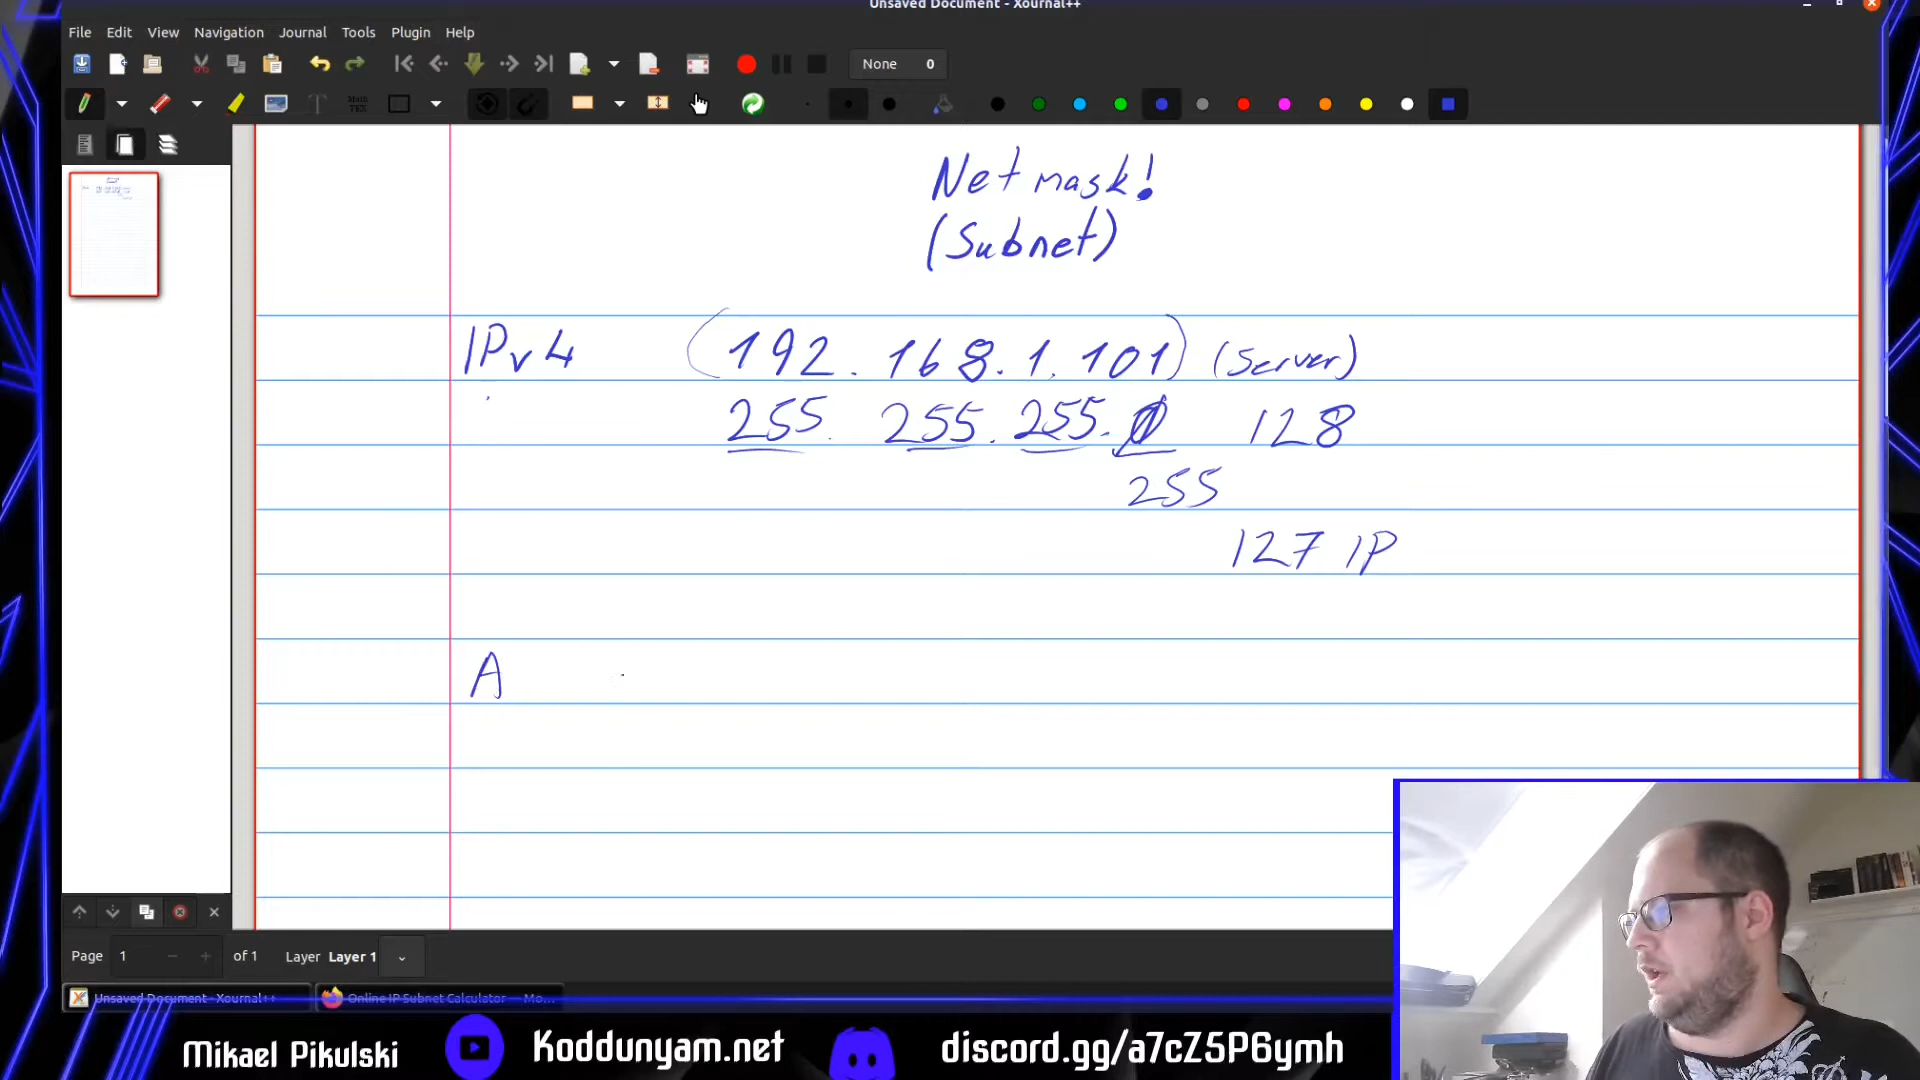 Unsaved Document - Xournal++
File Edit View Navigation Journal Tools Plugin Help
None 0
Net mask!
(Subnet)
IPv4 (192.168.1.101) (Server)
255. 255. 255. 128
255
127 IP
A
Page 1 of 1 Layer Layer 1
Unsaved Document - Xournal++ Online IP Subnet Calculator — Mo...
Mikael Pikulski Koddunyam.net discord.gg/a7cZ5P6ymh